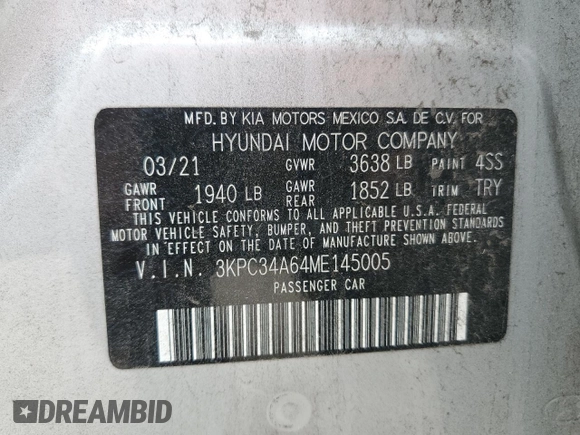 MFD. BY KIA MOTORS MEXICO S.A. DE C.V. FOR
HYUNDAI MOTOR COMPANY
03/21 GVWR 3638 LB PAINT 4SS
GAWR FRONT 1940 LB GAWR REAR 1852 LB TRIM TRY
THIS VEHICLE CONFORMS TO ALL APPLICABLE U.S.A. FEDERAL
MOTOR VEHICLE SAFETY, BUMPER, AND THEFT PREVENTION STANDARDS
IN EFFECT ON THE DATE OF MANUFACTURE SHOWN ABOVE.
V.I.N. 3KPC34A64ME145005
PASSENGER CAR
DREAMBID